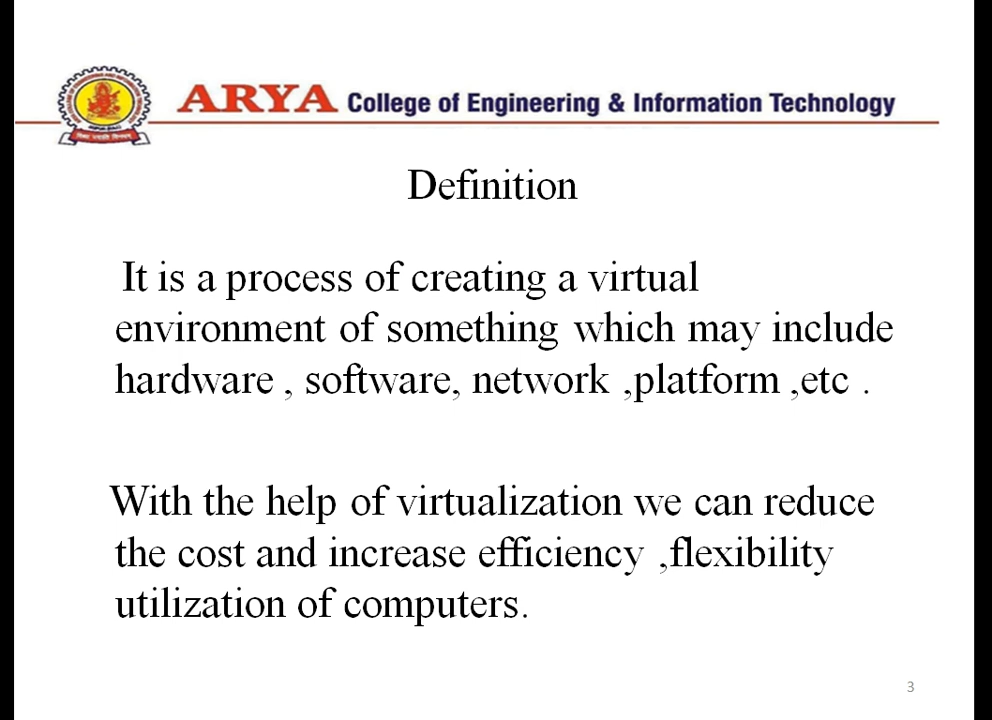 ARYA College of Engineering & Information Technology
Definition
It is a process of creating a virtual
environment of something which may include
hardware , software, network ,platform ,etc .
With the help of virtualization we can reduce
the cost and increase efficiency ,flexibility
utilization of computers.
3